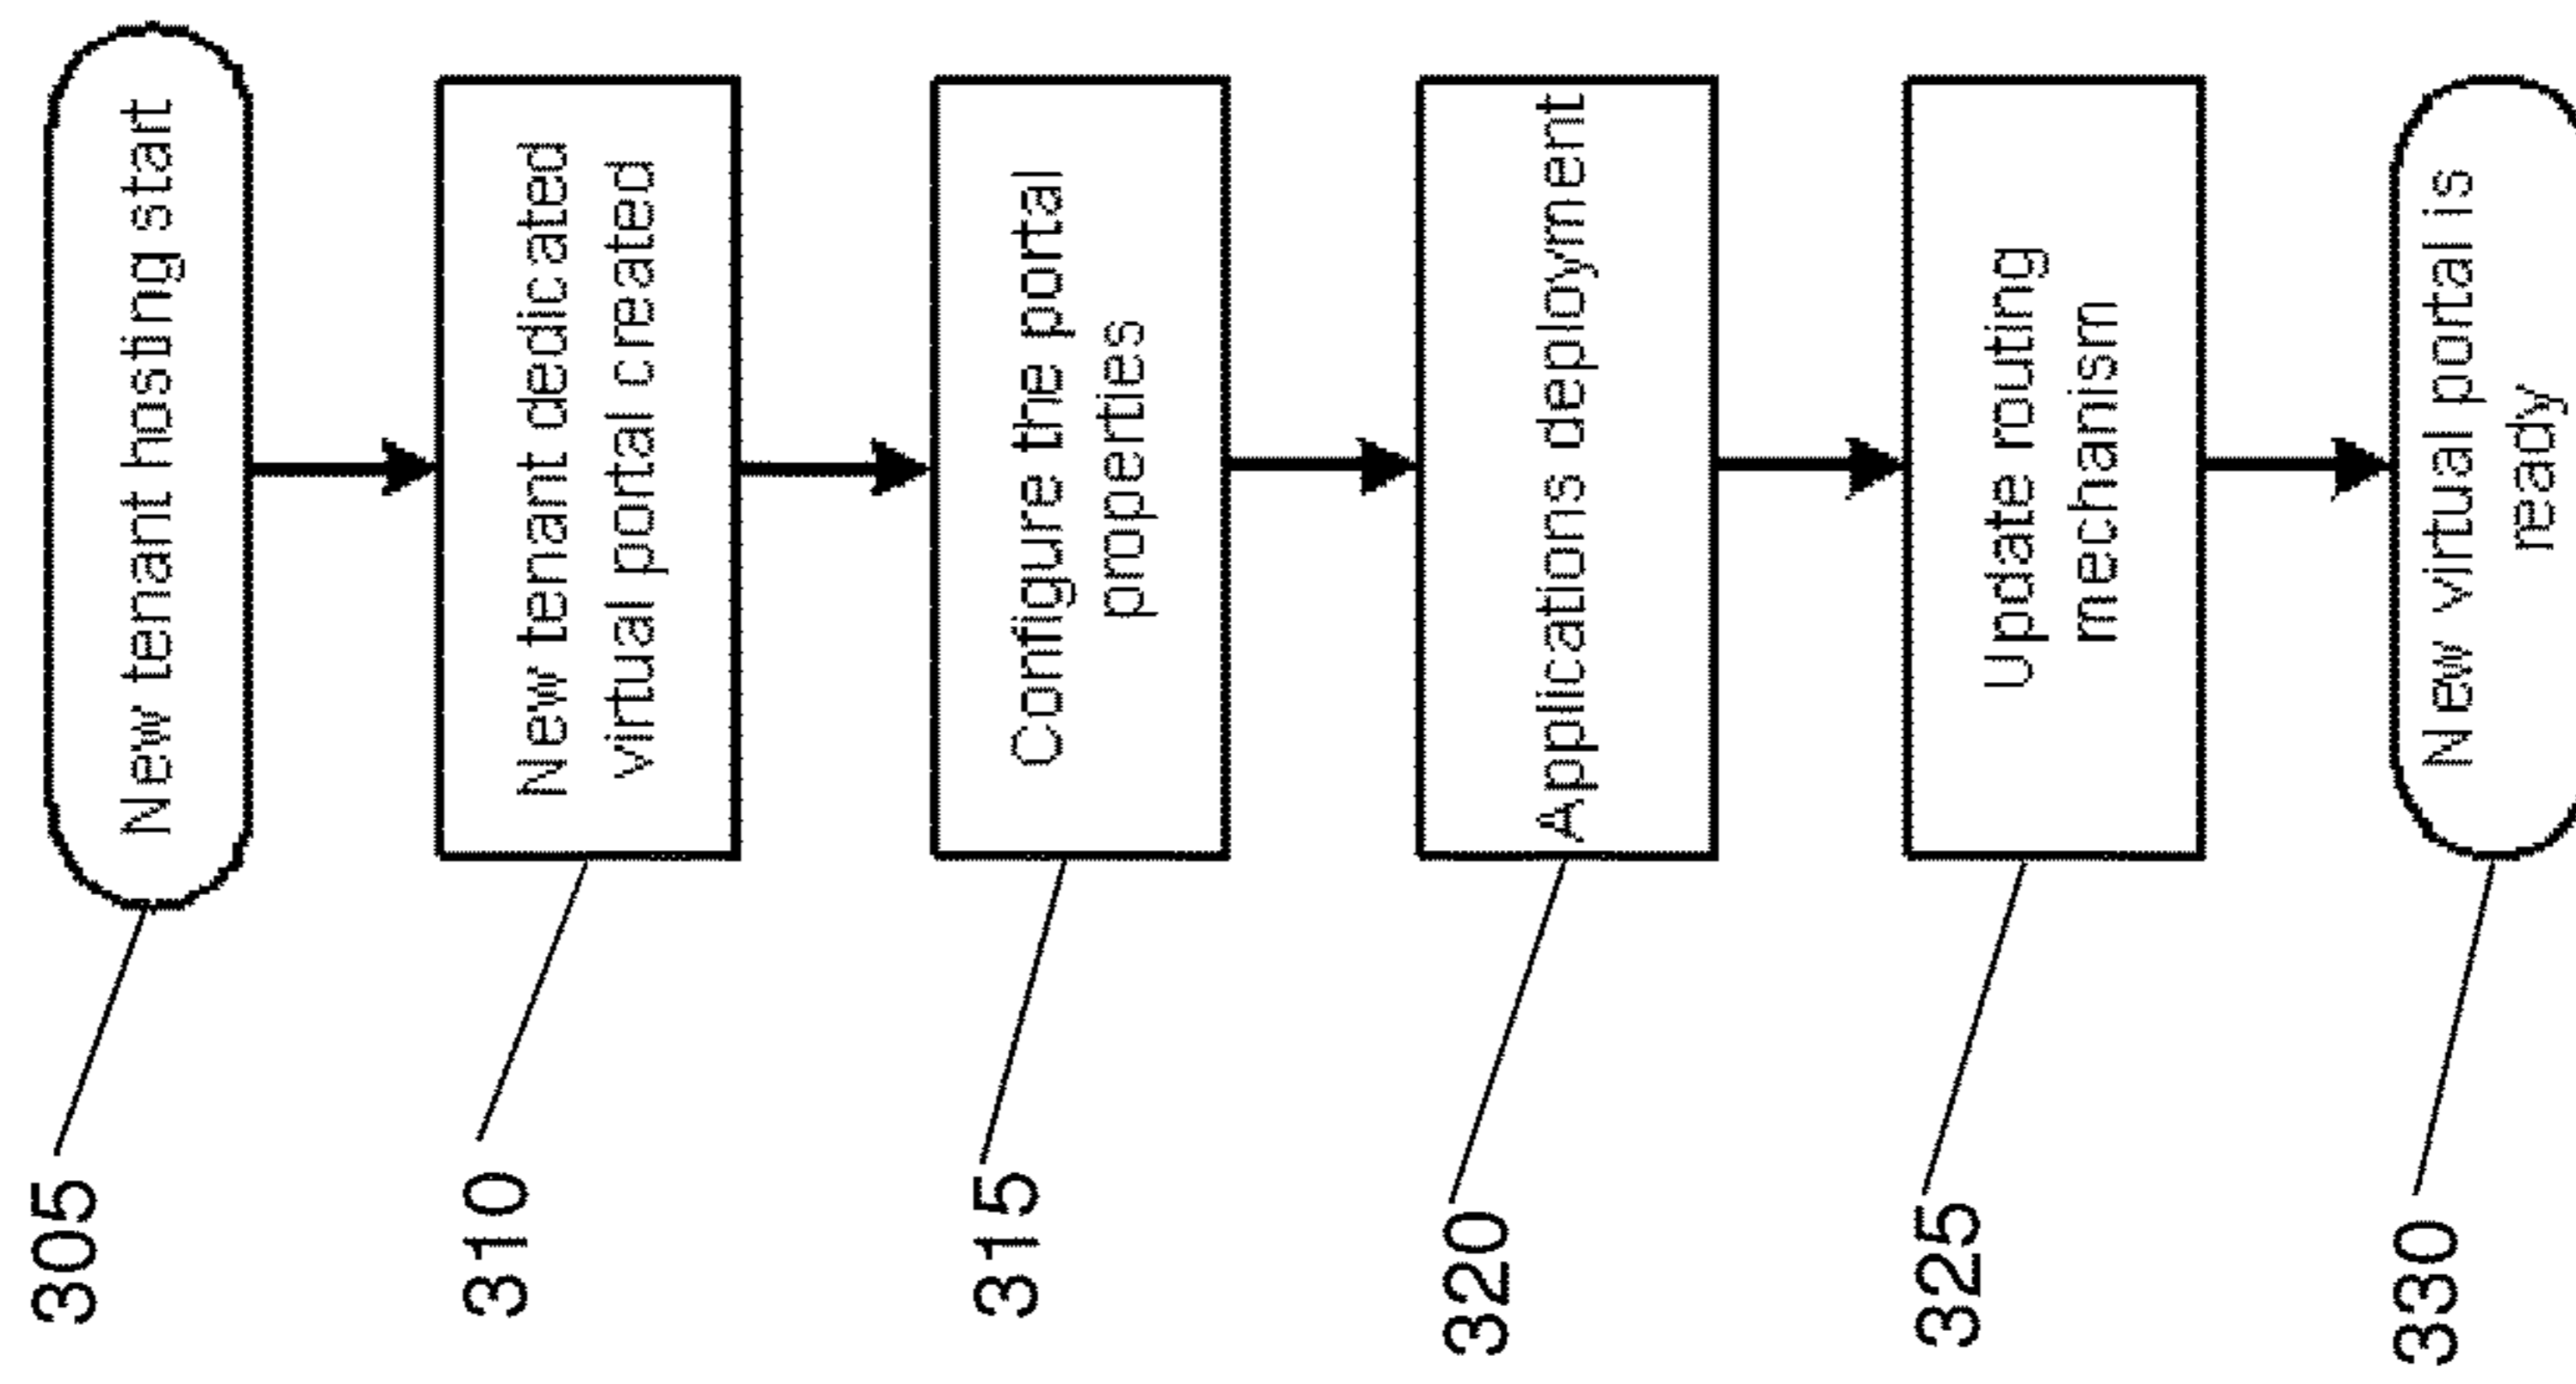 305
New tenant hosting start
310
New tenant dedicated
virtual portal created
315
Configure the portal
properties
320
Applications deployment
325
Update routing
mechanism
330
New virtual portal is
ready